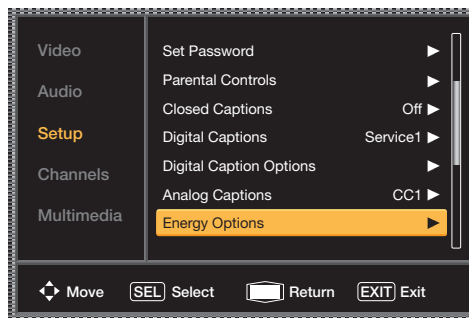 Video
Audio
Setup
Channels
Multimedia
Set Password
Parental Controls
Closed Captions Off
Digital Captions Service1
Digital Caption Options
Analog Captions CC1
Energy Options
Move SEL Select Return EXIT Exit